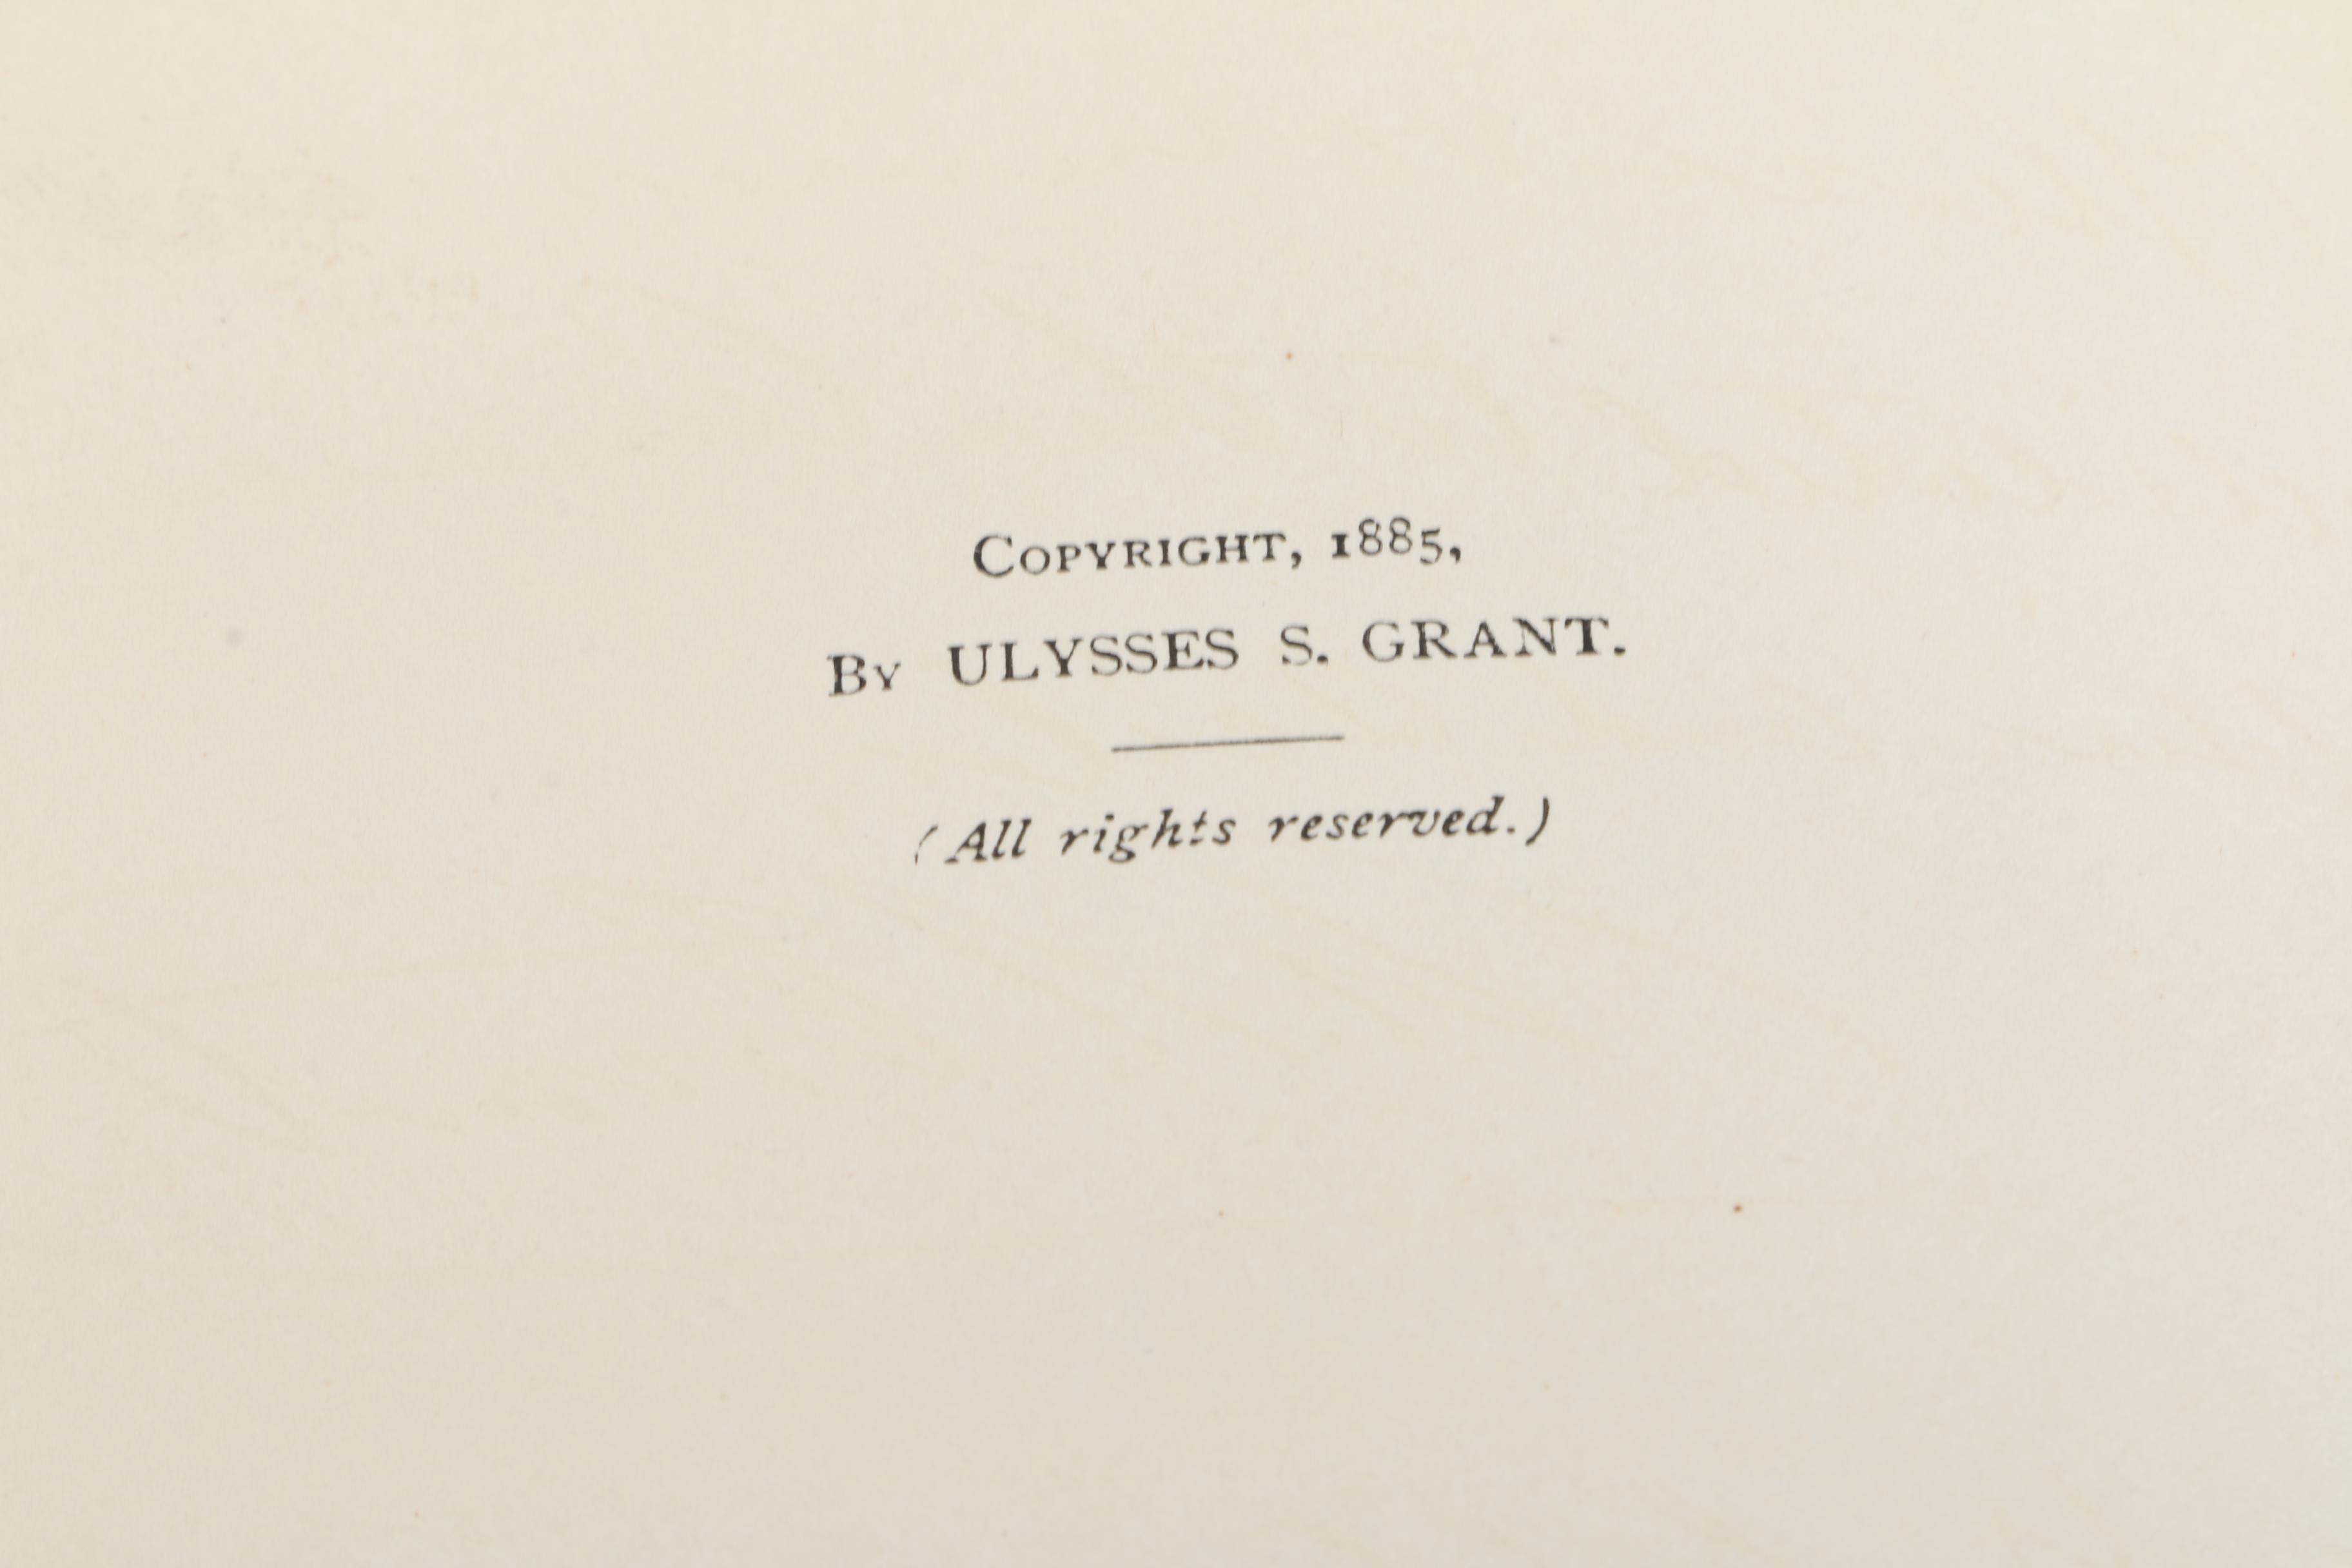 COPYRIGHT, 1885,
BY ULYSSES S. GRANT.
(All rights reserved.)